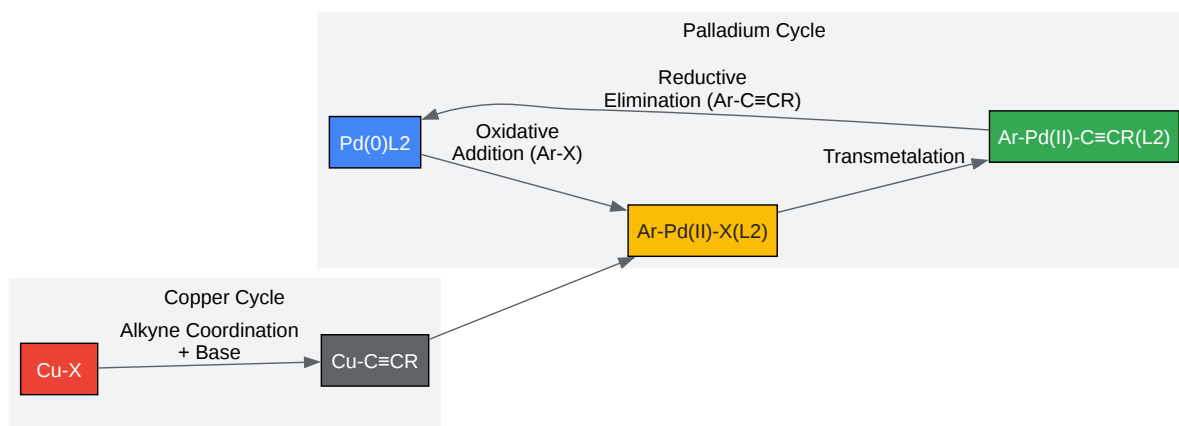 Palladium Cycle
Reductive
Elimination (Ar-C≡CR)
Pd(0)L2
Oxidative
Addition (Ar-X)
Ar-Pd(II)-C≡CR(L2)
Transmetalation
Ar-Pd(II)-X(L2)
Copper Cycle
Alkyne Coordination
+ Base
Cu-X
Cu-C≡CR